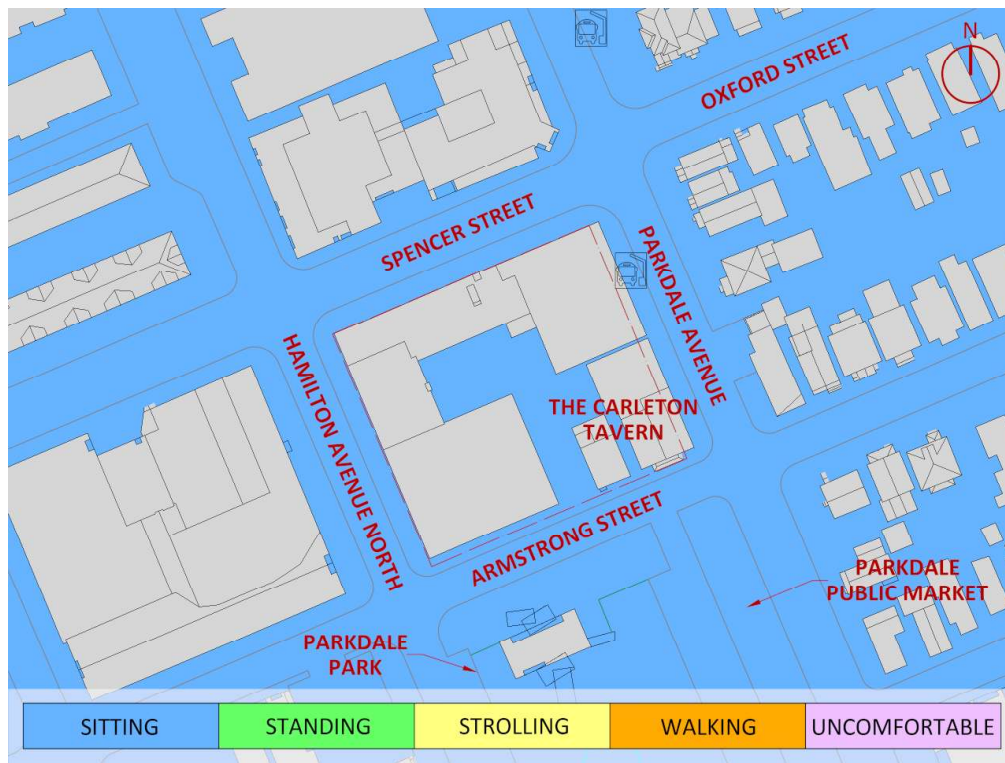 N
OXFORD STREET
SPENCER STREET
PARKDALE AVENUE
HAMILTON AVENUE NORTH
THE CARLETON
TAVERN
ARMSTRONG STREET
PARKDALE
PUBLIC MARKET
PARKDALE
PARK
SITTING
STANDING
STROLLING
WALKING
UNCOMFORTABLE